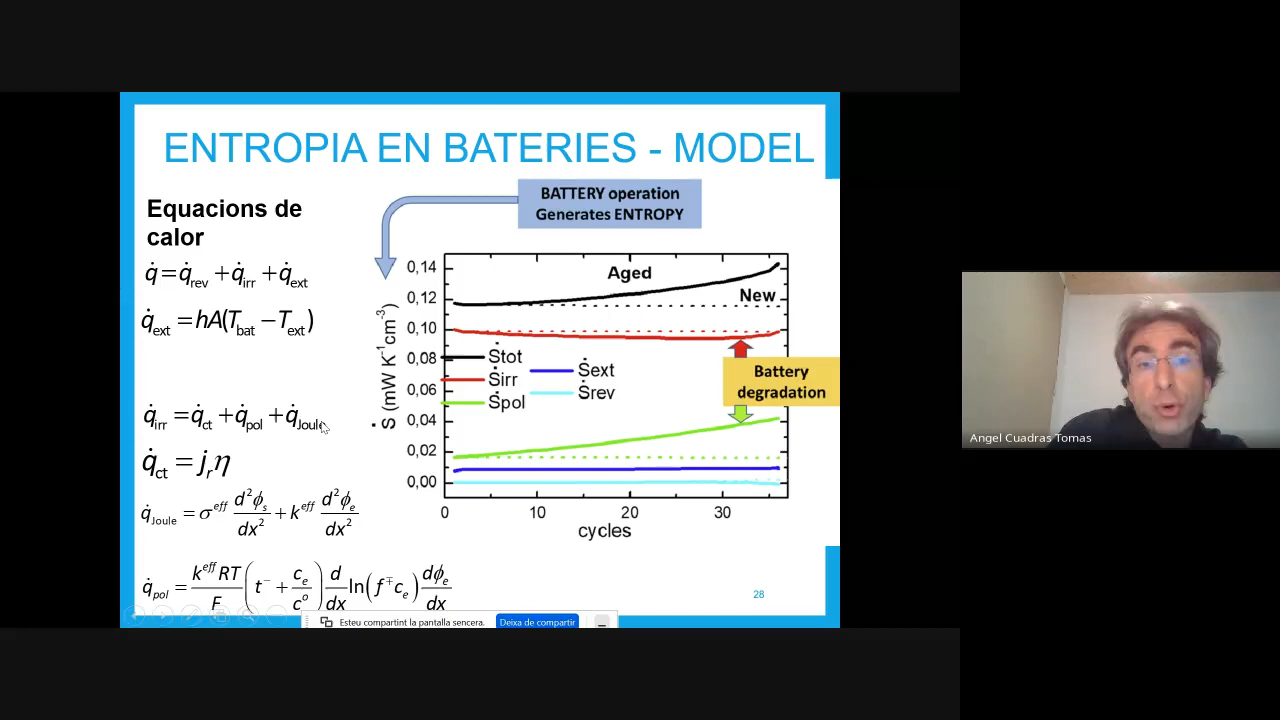 ENTROPIA EN BATERIES - MODEL
Equacions de
calor
q̇ = q̇rev + q̇irr + q̇ext
q̇ext = hA(Tbat − Text)
q̇irr = q̇ct + q̇pol + q̇Joule
q̇ct = jrη
q̇Joule = σ^eff d²ϕs/dx² + k^eff d²ϕe/dx²
q̇pol = k^eff RT/F (t⁻ + ce/c°) d/dx ln(f^∓ ce) dϕe/dx
BATTERY operation
Generates ENTROPY
Aged
New
0,14
0,12
0,10
0,08
0,06
0,04
0,02
0,00
Ṡ (mW K⁻¹cm⁻³)
Ṡtot
Ṡirr
Ṡpol
Ṡext
Ṡrev
Battery
degradation
0 10 20 30
cycles
28
Esteu compartint la pantalla sencera.
Deixa de compartir
Angel Cuadras Tomas